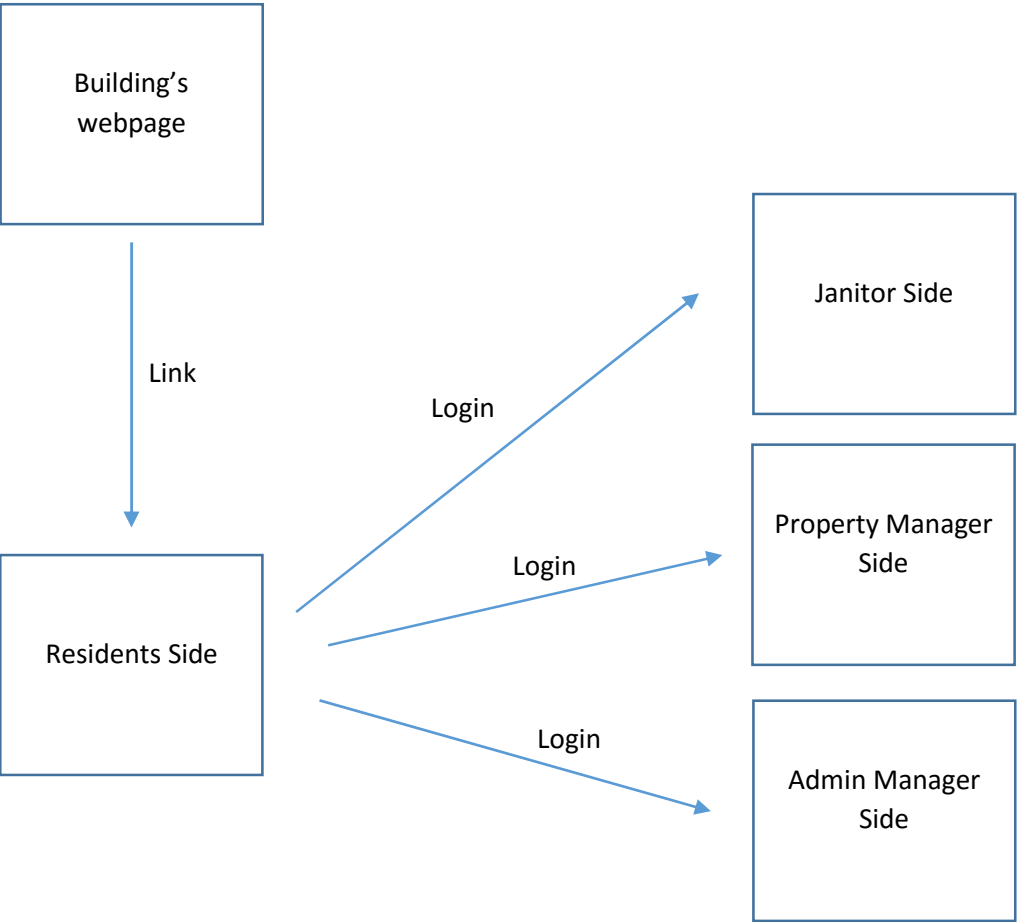 Building’s
webpage
Link
Janitor Side
Login
Property Manager
Side
Login
Residents Side
Login
Admin Manager
Side